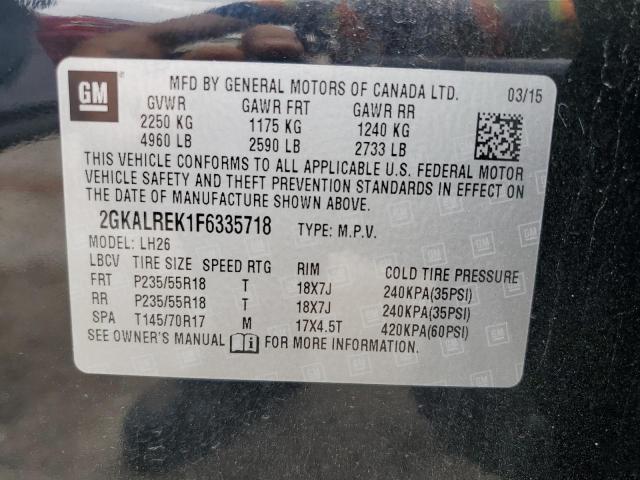 GM
MFD BY GENERAL MOTORS OF CANADA LTD. 03/15
GVWR GAWR FRT GAWR RR
2250 KG 1175 KG 1240 KG
4960 LB 2590 LB 2733 LB
THIS VEHICLE CONFORMS TO ALL APPLICABLE U.S. FEDERAL MOTOR
VEHICLE SAFETY AND THEFT PREVENTION STANDARDS IN EFFECT ON
THE DATE OF MANUFACTURE SHOWN ABOVE.
2GKALREK1F6335718 TYPE: M.P.V.
MODEL: LH26
LBCV TIRE SIZE SPEED RTG RIM COLD TIRE PRESSURE
FRT P235/55R18 T 18X7J 240KPA(35PSI)
RR P235/55R18 T 18X7J 240KPA(35PSI)
SPA T145/70R17 M 17X4.5T 420KPA(60PSI)
SEE OWNER'S MANUAL i FOR MORE INFORMATION.